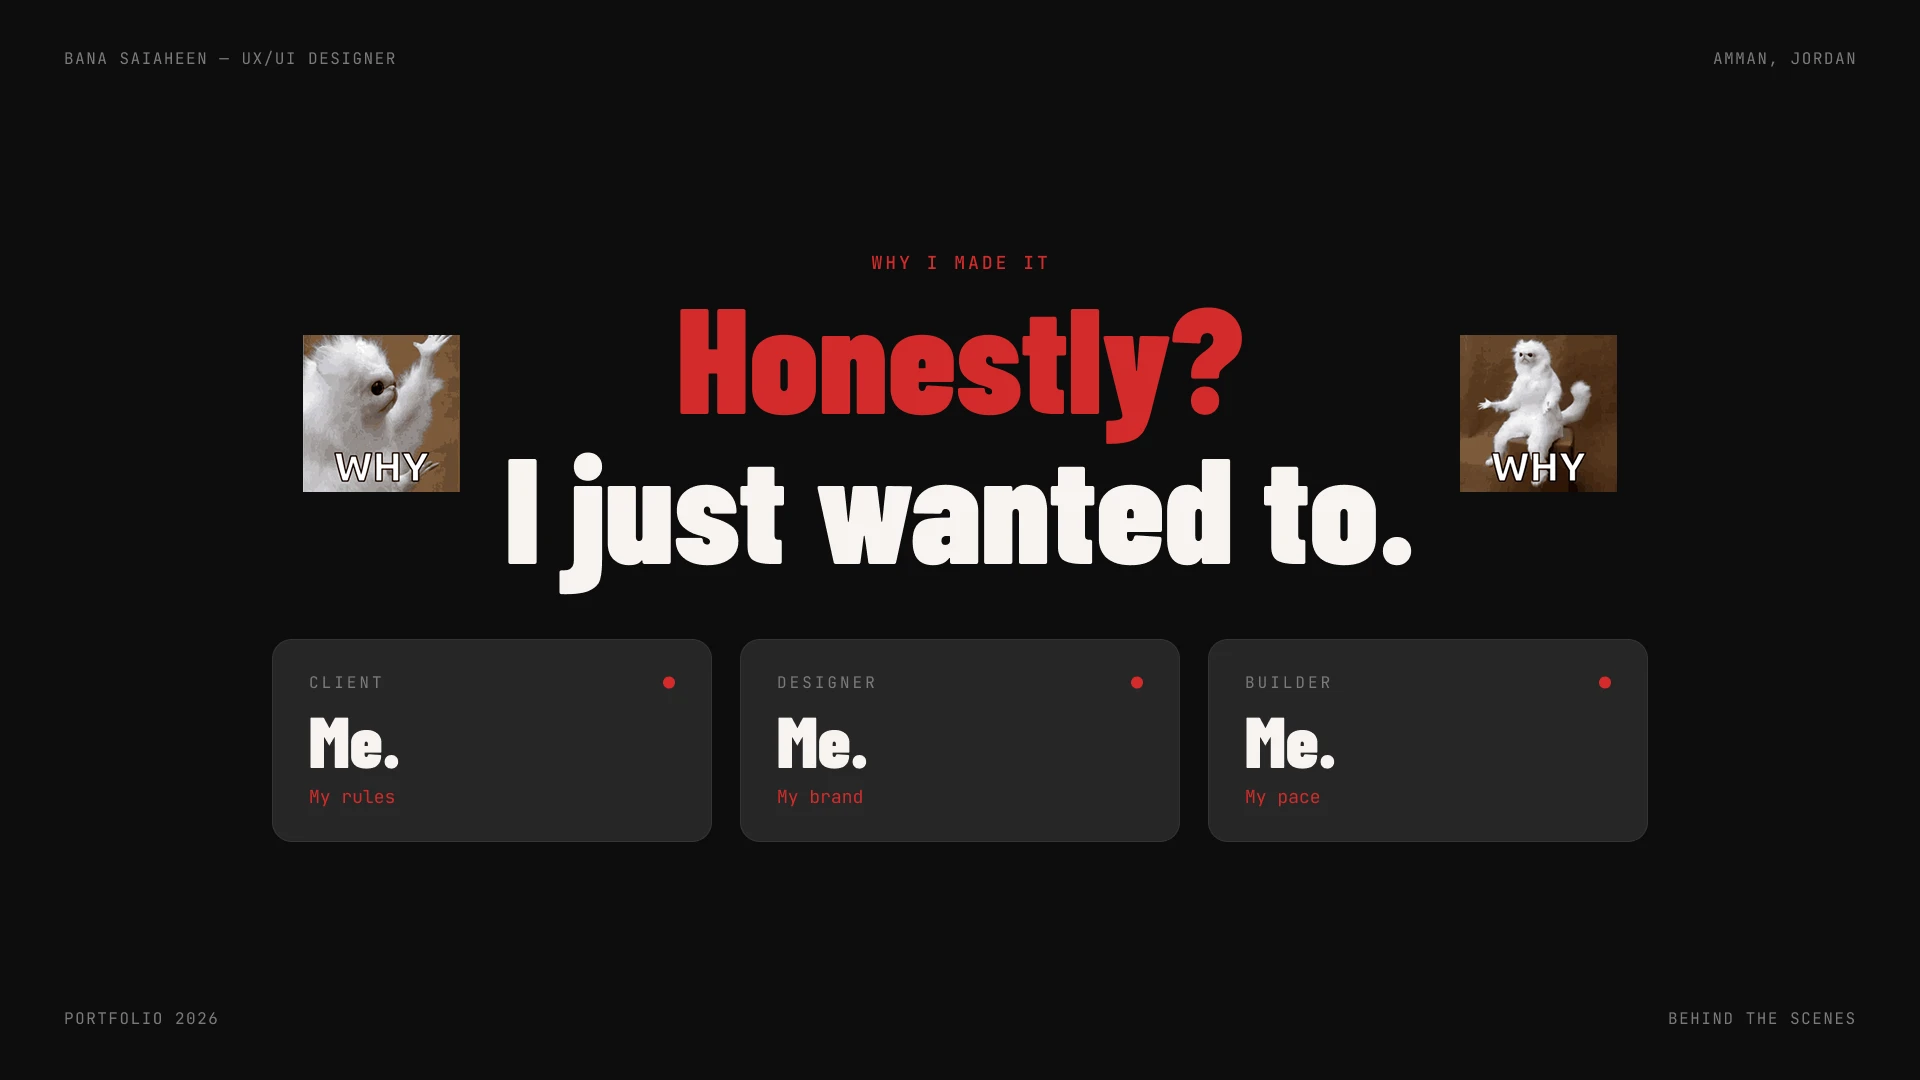 BANA SAIAHEEN — UX/UI DESIGNER
AMMAN, JORDAN
WHY I MADE IT
Honestly?
I just wanted to.
WHY
WHY
CLIENT
Me.
My rules
DESIGNER
Me.
My brand
BUILDER
Me.
My pace
PORTFOLIO 2026
BEHIND THE SCENES